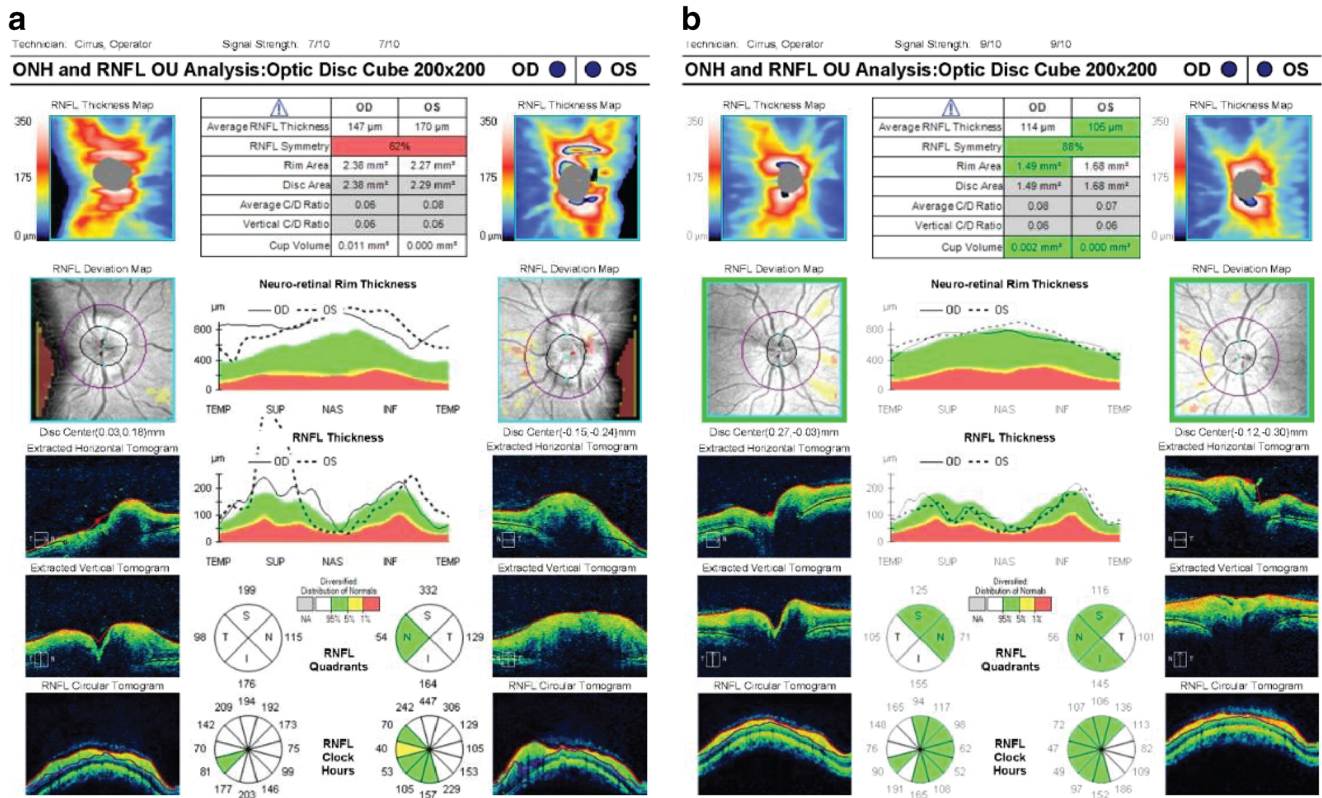 a
Technician: Cirrus, Operator Signal Strength: 7/10 7/10
ONH and RNFL OU Analysis:Optic Disc Cube 200x200 OD OS
RNFL Thickness Map
350
175
0 µm
OD OS
Average RNFL Thickness 147 µm 170 µm
RNFL Symmetry 62%
Rim Area 2.38 mm² 2.27 mm²
Disc Area 2.38 mm² 2.29 mm²
Average C/D Ratio 0.06 0.08
Vertical C/D Ratio 0.06 0.06
Cup Volume 0.011 mm³ 0.000 mm³
RNFL Thickness Map
350
175
0 µm
RNFL Deviation Map
Disc Center(0.03,0.18)mm
Neuro-retinal Rim Thickness
µm OD OS
800
400
0
TEMP SUP NAS INF TEMP
RNFL Deviation Map
Disc Center(-0.15,-0.24)mm
Extracted Horizontal Tomogram
T N
RNFL Thickness
µm OD OS
200
100
0
TEMP SUP NAS INF TEMP
Extracted Horizontal Tomogram
Extracted Vertical Tomogram
Diversified:
Distribution of Normals
NA 95% 5% 1%
199
98 T S N I 115
176
RNFL
Quadrants
332
54 N S T I 129
164
Extracted Vertical Tomogram
RNFL Circular Tomogram
RNFL
Clock
Hours
194
209 192
142 173
70 75
81 99
177 146
203
447
242 306
70 129
40 105
53 153
105 229
157
RNFL Circular Tomogram
b
Technician: Cirrus, Operator Signal Strength: 9/10 9/10
ONH and RNFL OU Analysis:Optic Disc Cube 200x200 OD OS
RNFL Thickness Map
350
175
0 µm
OD OS
Average RNFL Thickness 114 µm 105 µm
RNFL Symmetry 88%
Rim Area 1.49 mm² 1.68 mm²
Disc Area 1.49 mm² 1.68 mm²
Average C/D Ratio 0.08 0.07
Vertical C/D Ratio 0.06 0.06
Cup Volume 0.002 mm³ 0.000 mm³
RNFL Thickness Map
350
175
0 µm
RNFL Deviation Map
Disc Center(0.27,-0.03)mm
Neuro-retinal Rim Thickness
µm OD OS
800
400
0
TEMP SUP NAS INF TEMP
RNFL Deviation Map
Disc Center(-0.12,-0.30)mm
Extracted Horizontal Tomogram
RNFL Thickness
µm OD OS
200
100
0
TEMP SUP NAS INF TEMP
Extracted Horizontal Tomogram
Extracted Vertical Tomogram
Diversified:
Distribution of Normals
NA 95% 5% 1%
125
105 T S N I 71
155
RNFL
Quadrants
116
56 N S T I 101
145
Extracted Vertical Tomogram
RNFL Circular Tomogram
RNFL
Clock
Hours
94
165 117
148 98
76 62
90 52
191 108
165
106
107 136
72 113
47 82
49 109
97 186
152
RNFL Circular Tomogram